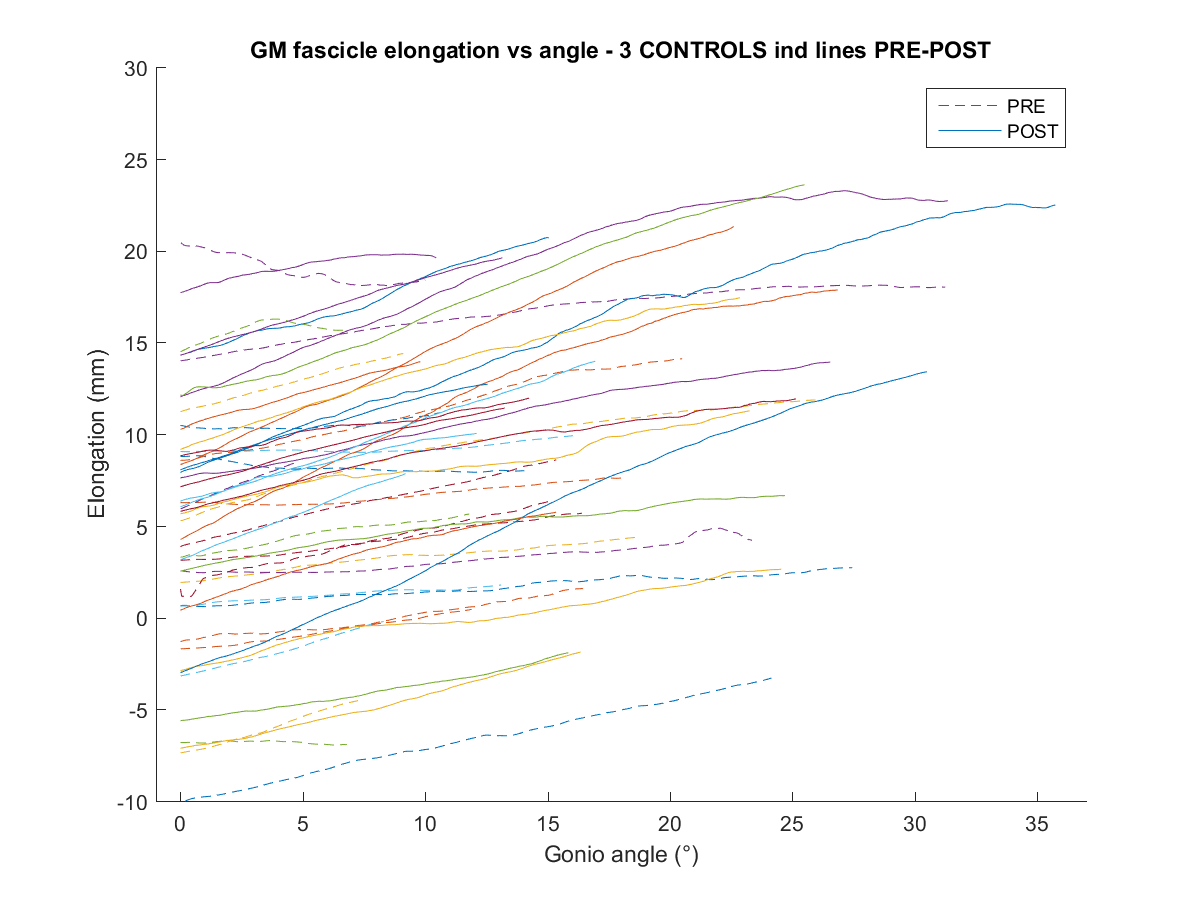 GM fascicle elongation vs angle - 3 CONTROLS ind lines PRE-POST
PRE
POST
30
25
20
15
10
5
0
-5
-10
Elongation (mm)
0 5 10 15 20 25 30 35
Gonio angle (°)